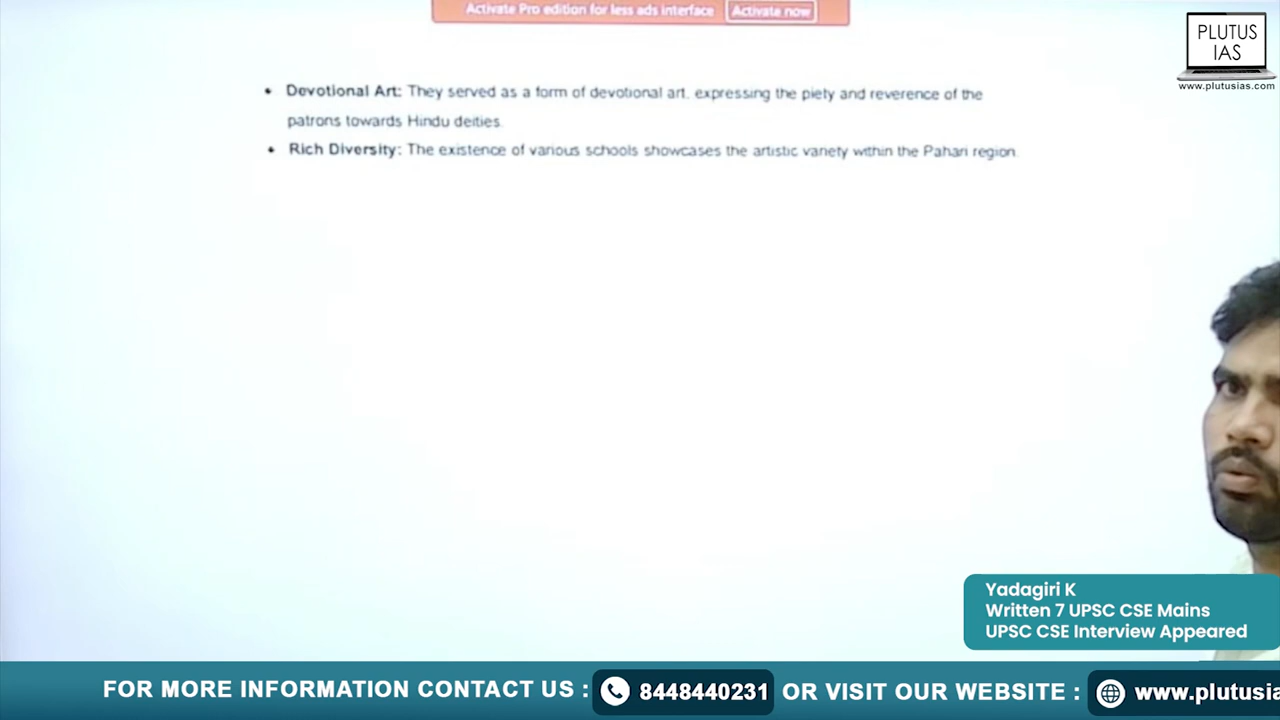 Activate Pro edition for less ads interface Activate now
PLUTUS
IAS
www.plutusias.com
• Devotional Art: They served as a form of devotional art, expressing the piety and reverence of the
patrons towards Hindu deities.
• Rich Diversity: The existence of various schools showcases the artistic variety within the Pahari region.
Yadagiri K
Written 7 UPSC CSE Mains
UPSC CSE Interview Appeared
FOR MORE INFORMATION CONTACT US : 8448440231 OR VISIT OUR WEBSITE : www.plutusia